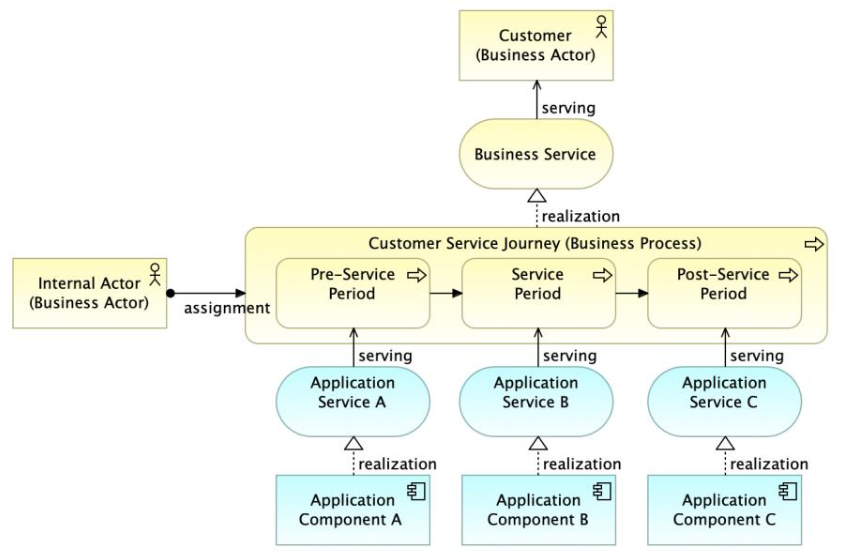 Customer
(Business Actor)
serving
Business Service
realization
Customer Service Journey (Business Process)
Internal Actor
(Business Actor)
assignment
Pre-Service
Period
Service
Period
Post-Service
Period
serving
serving
serving
Application
Service A
Application
Service B
Application
Service C
realization
realization
realization
Application
Component A
Application
Component B
Application
Component C